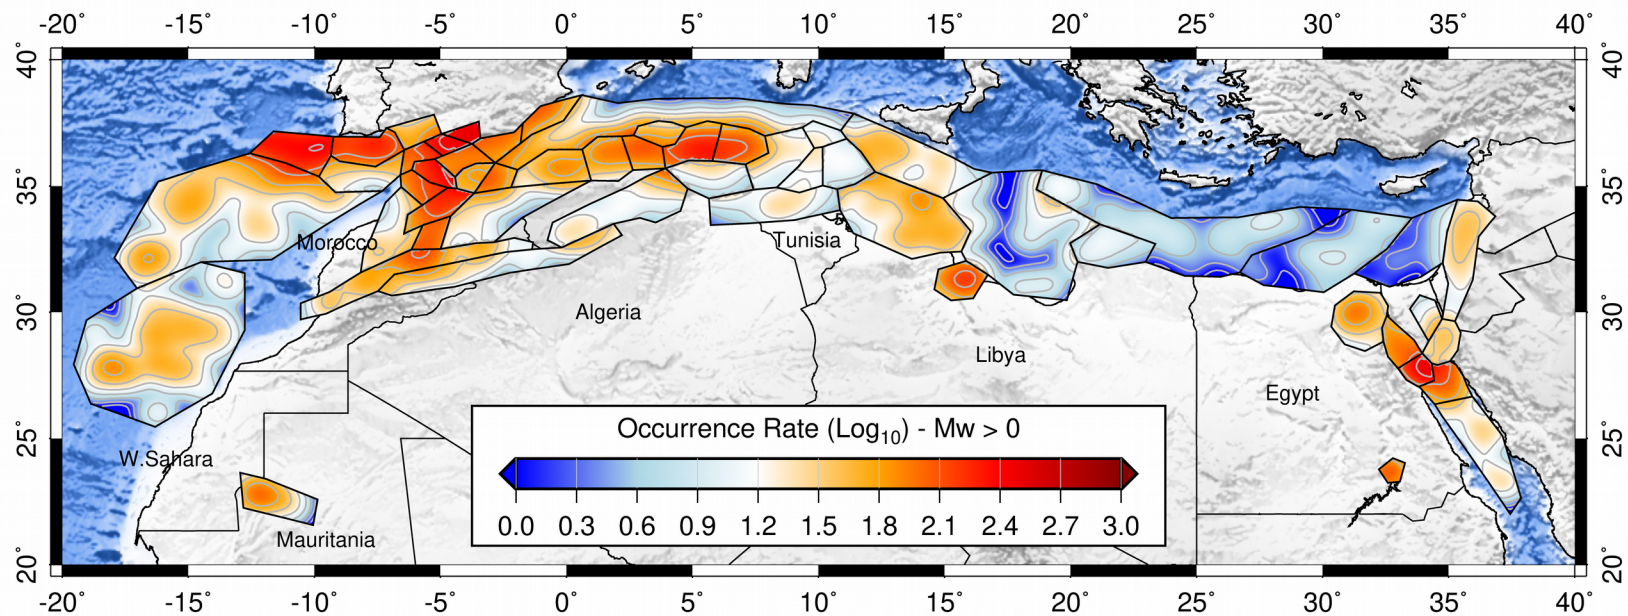 -20° -15° -10° -5° 0° 5° 10° 15° 20° 25° 30° 35° 40°
40° 40°
35° 35°
Morocco Tunisia
30° 30°
Algeria
Libya
Egypt
Occurrence Rate (Log10) - Mw > 0
25° 25°
W.Sahara
0.0 0.3 0.6 0.9 1.2 1.5 1.8 2.1 2.4 2.7 3.0
Mauritania
20° 20°
-20° -15° -10° -5° 0° 5° 10° 15° 20° 25° 30° 35° 40°